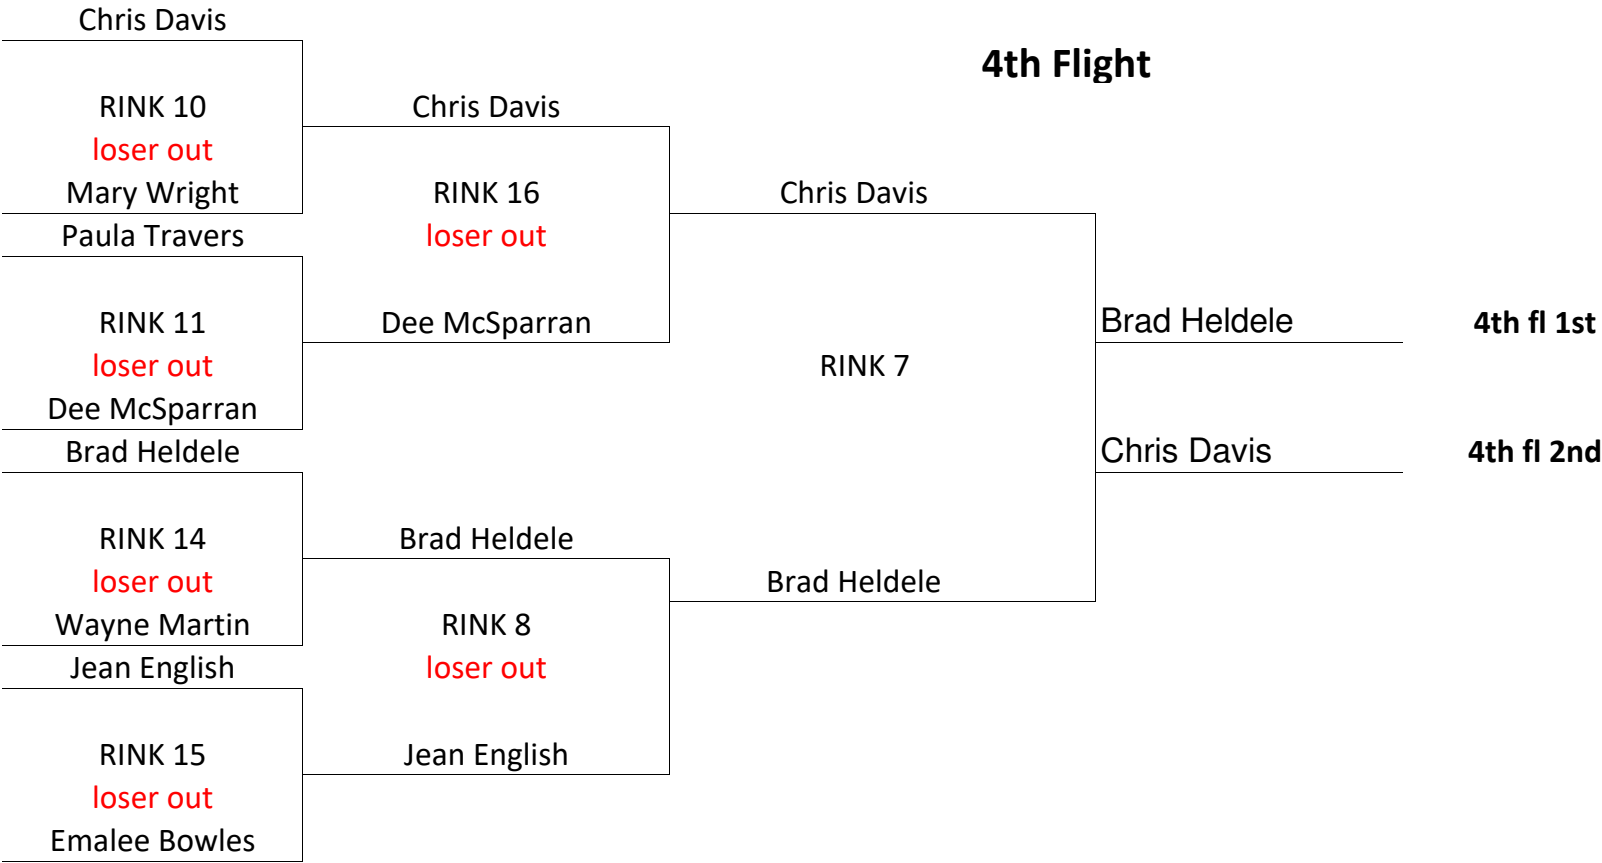 Chris Davis
4th Flight
RINK 10
Chris Davis
loser out
Mary Wright
RINK 16
Chris Davis
Paula Travers
loser out
RINK 11
Dee McSparran
Brad Heldele
4th fl 1st
loser out
RINK 7
Dee McSparran
Brad Heldele
Chris Davis
4th fl 2nd
RINK 14
Brad Heldele
loser out
Brad Heldele
Wayne Martin
RINK 8
Jean English
loser out
RINK 15
Jean English
loser out
Emalee Bowles